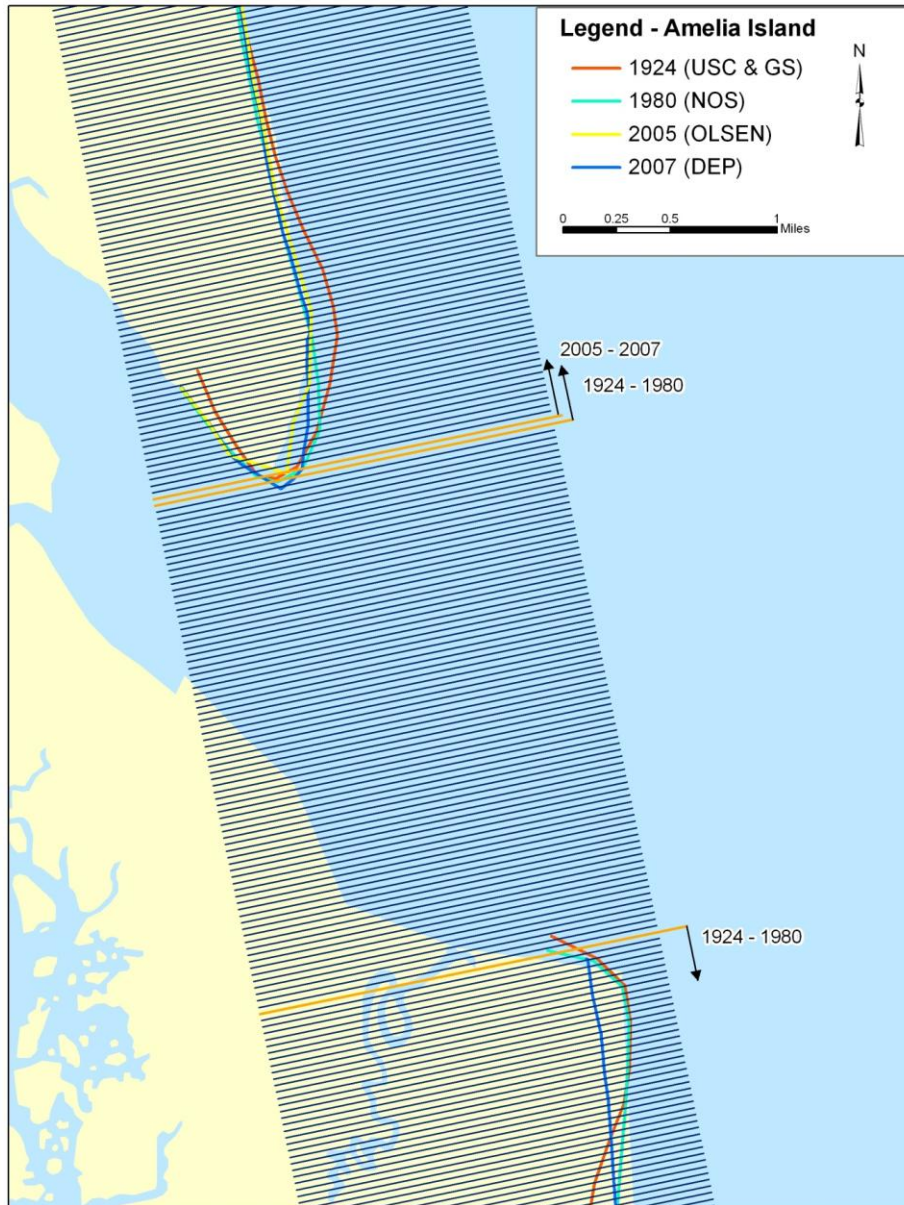 Legend - Amelia Island
1924 (USC & GS)
1980 (NOS)
2005 (OLSEN)
2007 (DEP)
N
0 0.25 0.5 1
Miles
2005 - 2007
1924 - 1980
1924 - 1980